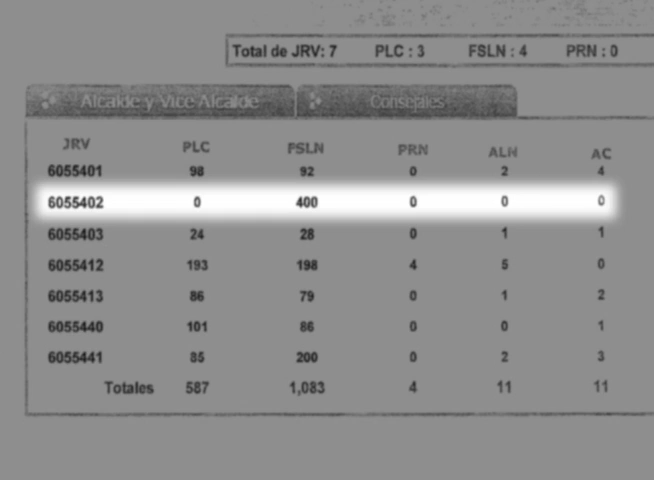 Total de JRV: 7 PLC : 3 FSLN : 4 PRN : 0
Alcalde y Vice Alcalde Consejales
JRV PLC FSLN PRN ALN AC
6055401 98 92 0 2 4
6055402 0 400 0 0 0
6055403 24 28 0 1 1
6055412 193 198 4 5 0
6055413 86 79 0 1 2
6055440 101 86 0 0 1
6055441 85 200 0 2 3
Totales 587 1,083 4 11 11